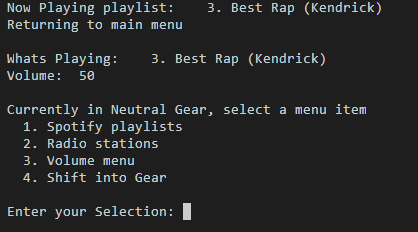 Now Playing playlist:    3. Best Rap (Kendrick)
Returning to main menu
Whats Playing:    3. Best Rap (Kendrick)
Volume:  50
Currently in Neutral Gear, select a menu item
  1. Spotify playlists
  2. Radio stations
  3. Volume menu
  4. Shift into Gear
Enter your Selection: